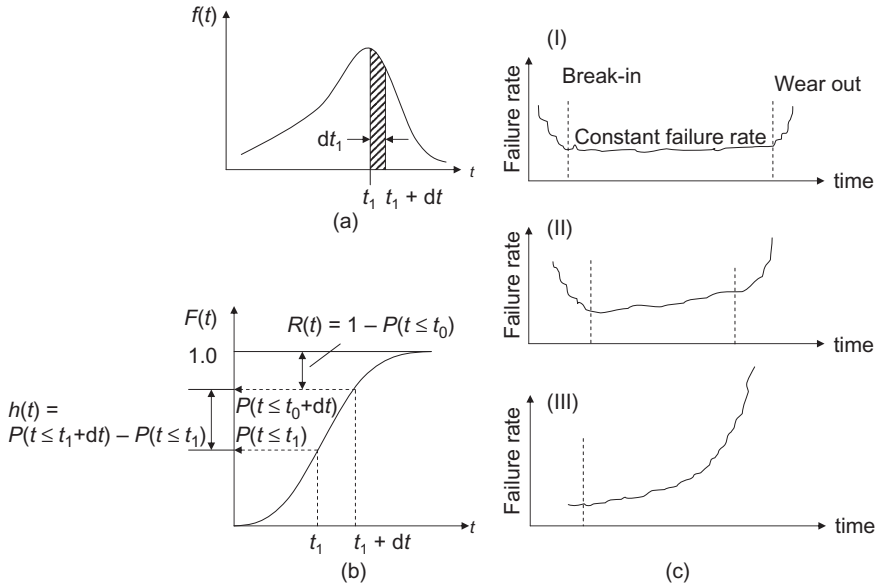 f(t)
dt₁
t
t₁ t₁ + dt
(a)
F(t)
1.0
R(t) = 1 – P(t ≤ t₀)
h(t) =
P(t ≤ t₁+dt) – P(t ≤ t₁)
P(t ≤ t₀+dt)
P(t ≤ t₁)
t
t₁ t₁ + dt
(b)
(I)
Failure rate
Break-in
Wear out
Constant failure rate
time
(II)
Failure rate
time
(III)
Failure rate
time
(c)